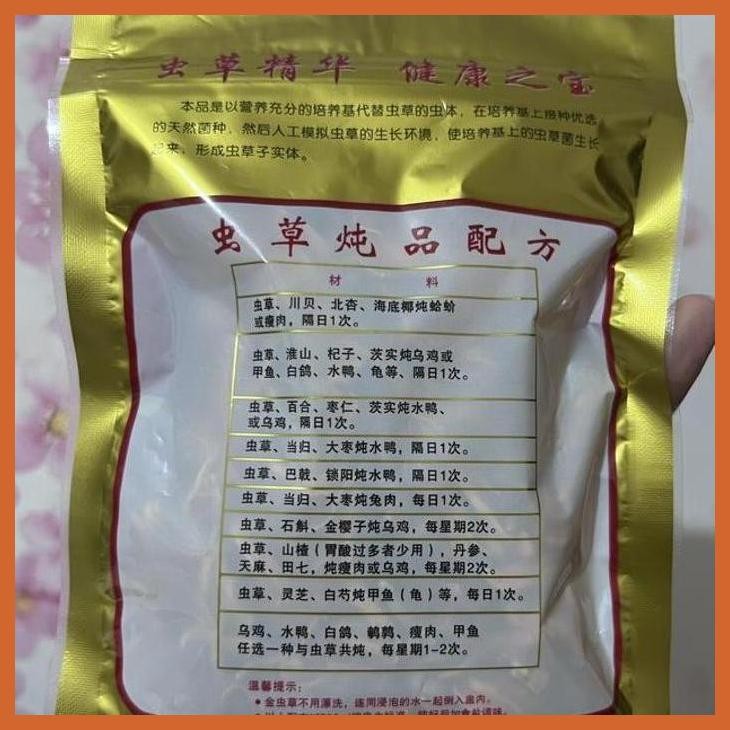 虫草精华 健康之宝
本品是以营养充分的培养基代替虫草的虫体，在培养基上接种优选
的天然菌种，然后人工模拟虫草的生长环境，使培养基上的虫草菌生长
起来，形成虫草子实体。
虫草炖品配方
材 料
虫草、川贝、北杏、海底椰炖蛤蚧
或瘦肉，隔日1次。
虫草、淮山、杞子、茨实炖乌鸡或
甲鱼、白鸽、水鸭、龟等、隔日1次。
虫草、百合、枣仁、茨实炖水鸭、
或乌鸡，隔日1次。
虫草、当归、大枣炖水鸭，隔日1次。
虫草、巴戟、锁阳炖水鸭，隔日1次。
虫草、当归、大枣炖兔肉，每日1次。
虫草、石斛、金樱子炖乌鸡，每星期2次。
虫草、山楂（胃酸过多者少用），丹参、
天麻、田七，炖瘦肉或乌鸡，每星期2次。
虫草、灵芝、白芍炖甲鱼（龟）等，每日1次。
乌鸡、水鸭、白鸽、鹌鹑、瘦肉、甲鱼
任选一种与虫草共炖，每星期1-2次。
温馨提示：
●金虫草不用漂洗，连同浸泡的水一起倒入盅内。